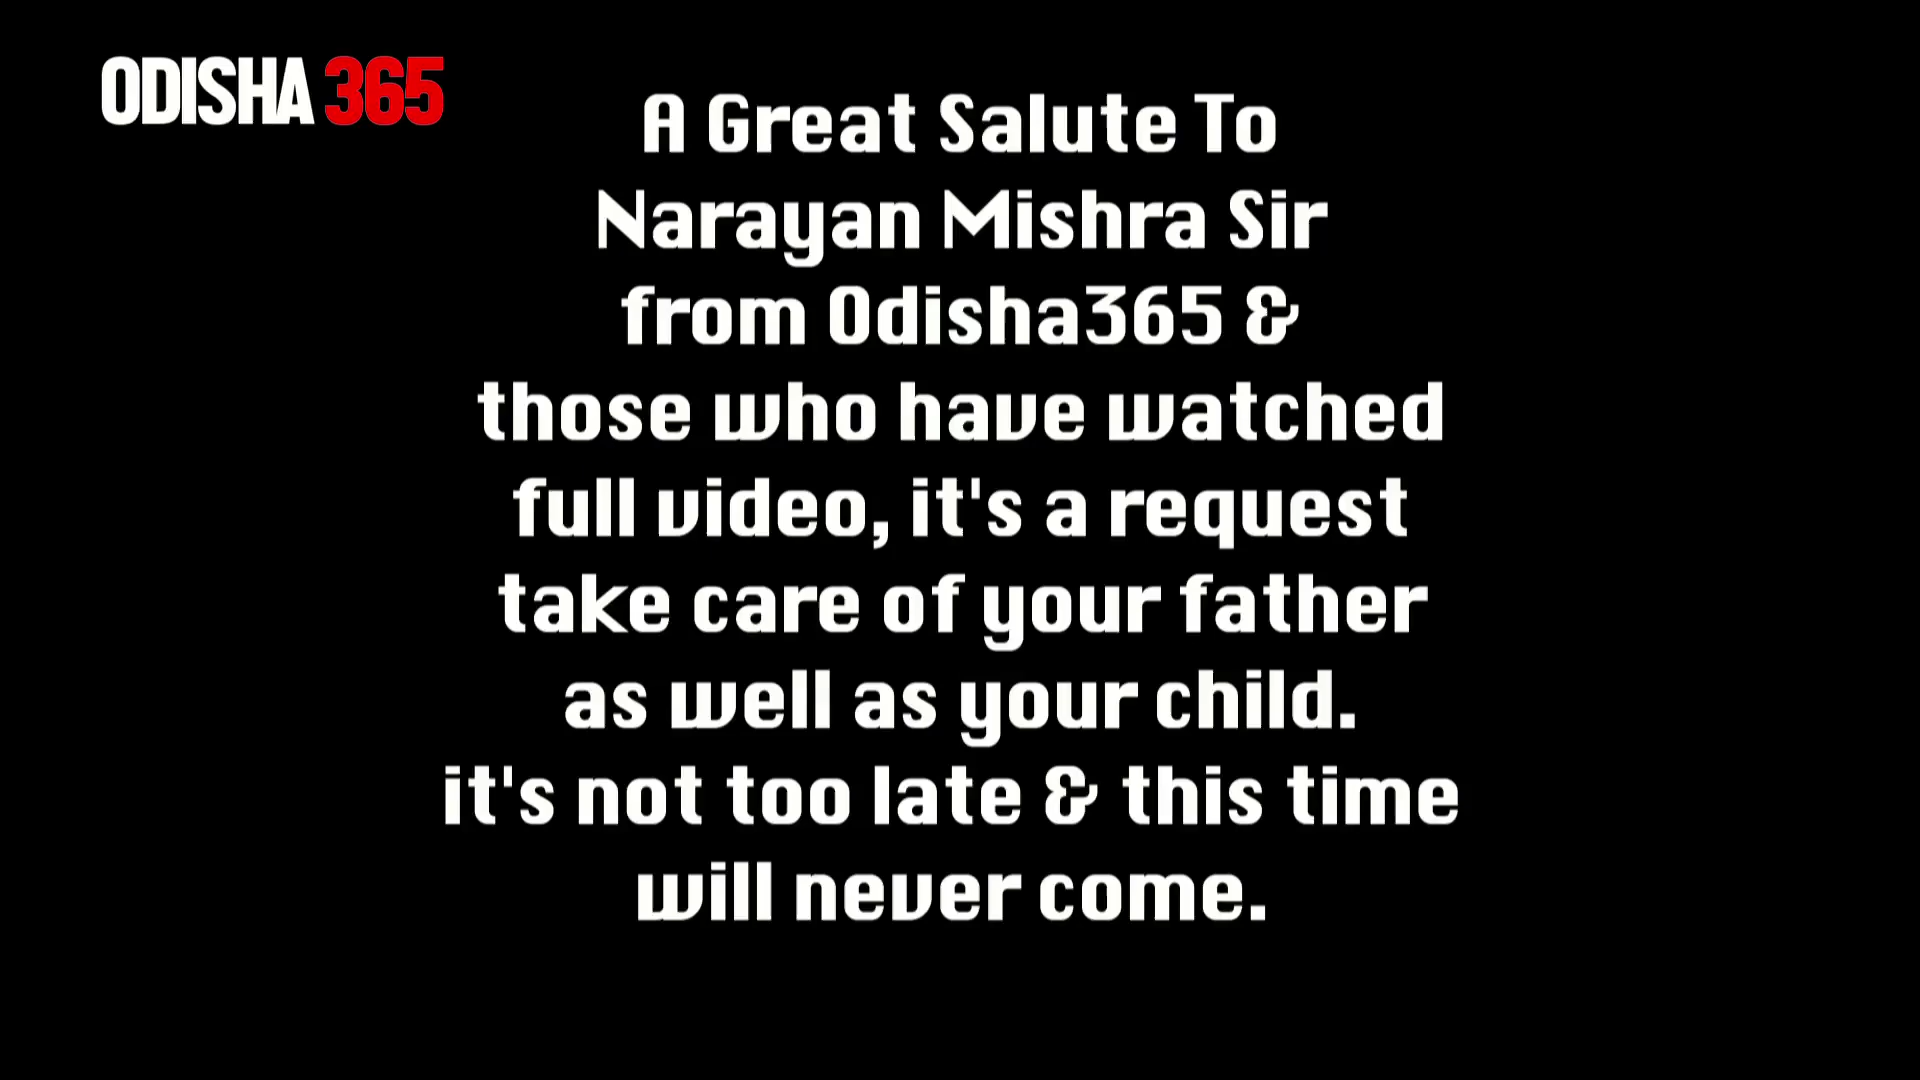 ODISHA 365
A Great Salute To
Narayan Mishra Sir
from Odisha365 &
those who have watched
full video, it's a request
take care of your father
as well as your child.
it's not too late & this time
will never come.